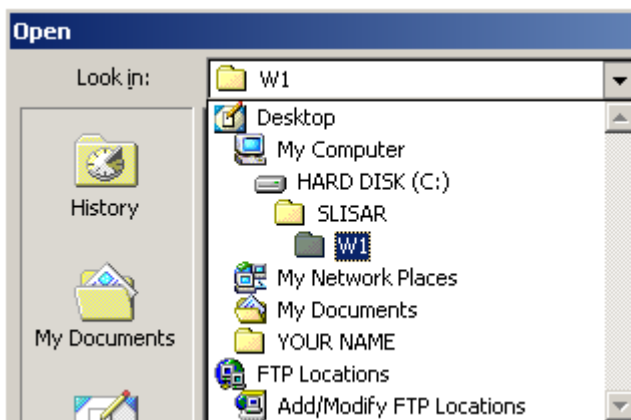 Open
Look in:
W1
Desktop
My Computer
HARD DISK (C:)
SLISAR
W1
My Network Places
My Documents
YOUR NAME
FTP Locations
Add/Modify FTP Locations
History
My Documents